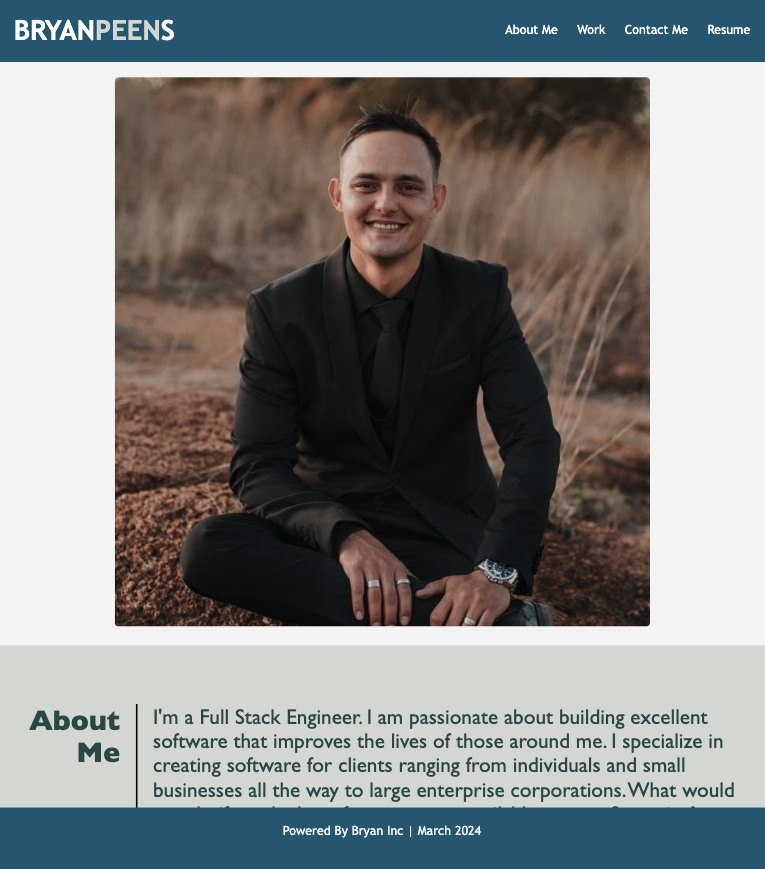 BRYANPEENS
About Me Work Contact Me Resume
About
Me
I'm a Full Stack Engineer. I am passionate about building excellent
software that improves the lives of those around me. I specialize in
creating software for clients ranging from individuals and small
businesses all the way to large enterprise corporations. What would
Powered By Bryan Inc | March 2024